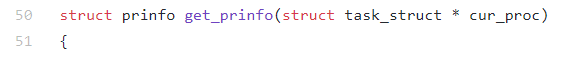 50 struct prinfo get_prinfo(struct task_struct * cur_proc)
51 {